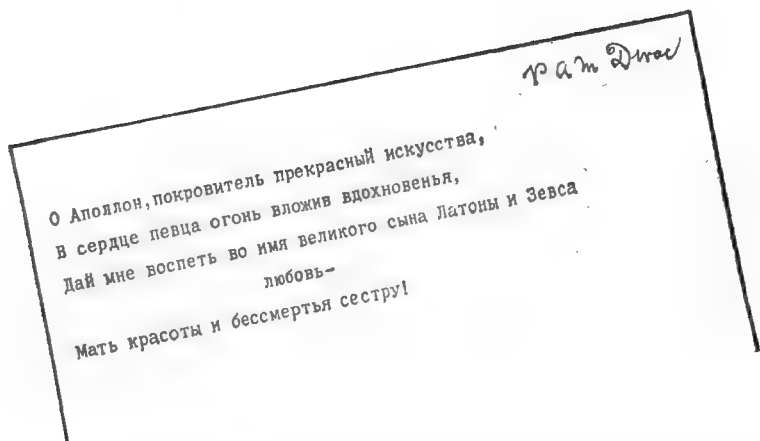 О Аполлон,покровитель прекрасный искусства,
В сердце певца огонь вложив вдохновенья,
Дай мне воспеть во имя великого сына Латоны и Зевса
любовь-
Мать красоты и бессмертья сестру!